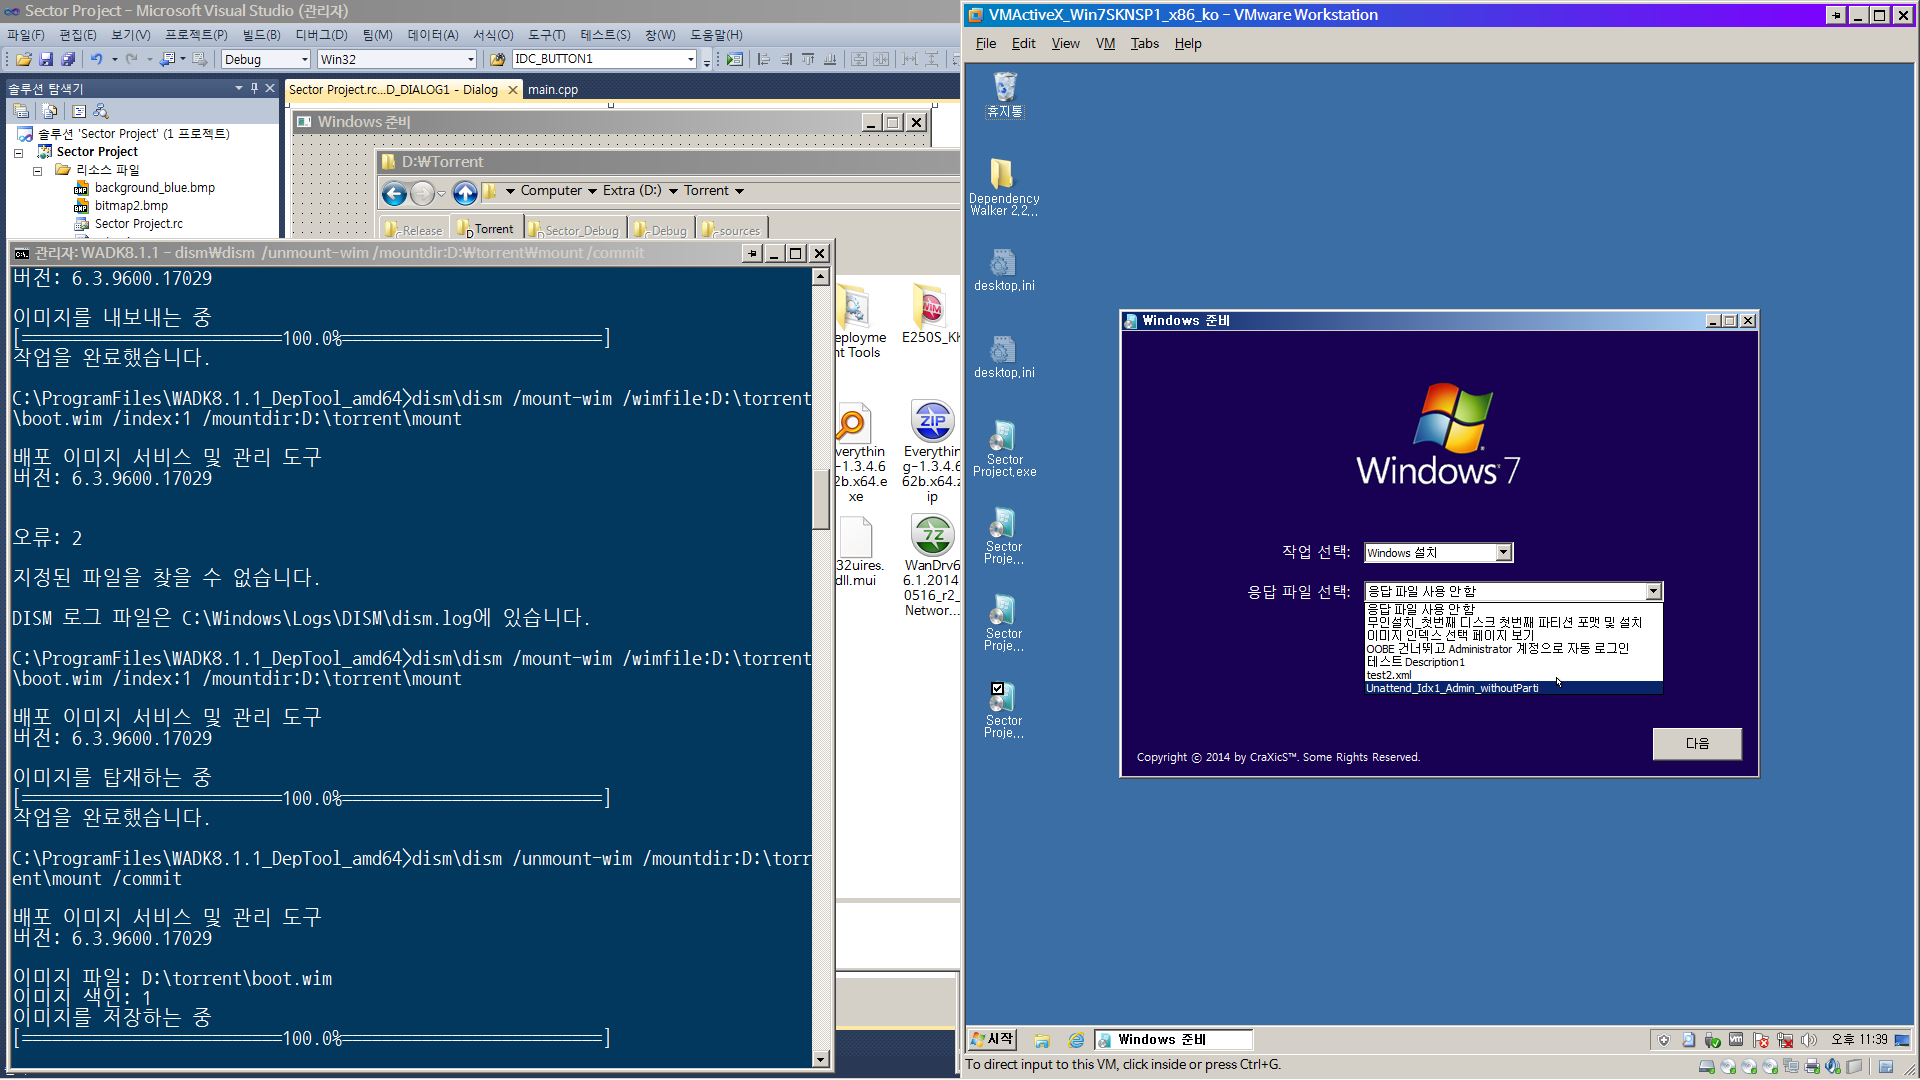 Sector Project - Microsoft Visual Studio (관리자)
파일(F) 편집(E) 보기(V) 프로젝트(P) 빌드(B) 디버그(D) 팀(M) 데이터(A) 서식(O) 도구(T) 테스트(S) 창(W) 도움말(H)
Debug Win32 IDC_BUTTON1
솔루션 탐색기
솔루션 'Sector Project' (1 프로젝트)
Sector Project
리소스 파일
background_blue.bmp
bitmap2.bmp
Sector Project.rc
Sector Project.rc...D_DIALOG1 - Dialog main.cpp
Windows 준비
D:₩Torrent
Computer Extra (D:) Torrent
Release Torrent Sector_Debug Debug sources
eployme
nt Tools
E250S_Kk
verythin
g-1.3.4.6
62b.x64.e
xe
Everythin
g-1.3.4.6
62b.x64.z
ip
32uires.
dll.mui
WanDrv6
6.1.2014
0516_r2_
Networ...
관리자: WADK8.1.1 - dism₩dism /unmount-wim /mountdir:D:₩torrent₩mount /commit
버전: 6.3.9600.17029
이미지를 내보내는 중
[==========================100.0%==========================]
작업을 완료했습니다.
C:\ProgramFiles\WADK8.1.1_DepTool_amd64>dism\dism /mount-wim /wimfile:D:\torrent
\boot.wim /index:1 /mountdir:D:\torrent\mount
배포 이미지 서비스 및 관리 도구
버전: 6.3.9600.17029
오류: 2
지정된 파일을 찾을 수 없습니다.
DISM 로그 파일은 C:\Windows\Logs\DISM\dism.log에 있습니다.
C:\ProgramFiles\WADK8.1.1_DepTool_amd64>dism\dism /mount-wim /wimfile:D:\torrent
\boot.wim /index:1 /mountdir:D:\torrent\mount
배포 이미지 서비스 및 관리 도구
버전: 6.3.9600.17029
이미지를 탑재하는 중
[==========================100.0%==========================]
작업을 완료했습니다.
C:\ProgramFiles\WADK8.1.1_DepTool_amd64>dism\dism /unmount-wim /mountdir:D:\torr
ent\mount /commit
배포 이미지 서비스 및 관리 도구
버전: 6.3.9600.17029
이미지 파일: D:\torrent\boot.wim
이미지 색인: 1
이미지를 저장하는 중
[==========================100.0%==========================]
VMActiveX_Win7SKNSP1_x86_ko - VMware Workstation
File Edit View VM Tabs Help
휴지통
Dependency
Walker 2,2...
desktop,ini
desktop,ini
Sector
Project,exe
Sector
Proje...
Sector
Proje...
Sector
Proje...
Windows 준비
Windows 7
작업 선택: Windows 설치
응답 파일 선택: 응답 파일 사용 안 함
응답 파일 사용 안 함
무인설치_첫번째 디스크 첫번째 파티션 포맷 및 설치
이미지 인덱스 선택 페이지 보기
OOBE 건너뛰고 Administrator 계정으로 자동 로그인
테스트 Description1
test2.xml
Unattend_Idx1_Admin_withoutParti
다음
Copyright © 2014 by CraXicS™. Some Rights Reserved.
시작 Windows 준비 오후 11:39
To direct input to this VM, click inside or press Ctrl+G.